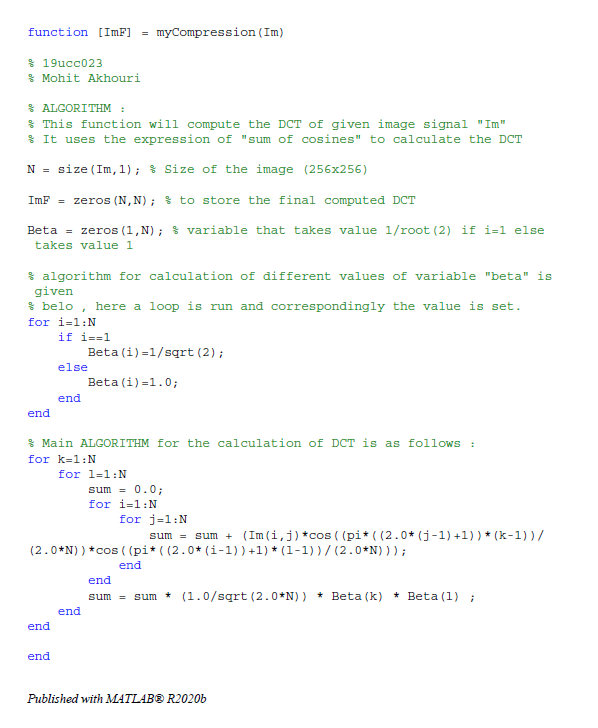 function [ImF] = myCompression(Im)
% 19ucc023
% Mohit Akhouri
% ALGORITHM :
% This function will compute the DCT of given image signal "Im"
% It uses the expression of "sum of cosines" to calculate the DCT
N = size(Im,1); % Size of the image (256x256)
ImF = zeros(N,N); % to store the final computed DCT
Beta = zeros(1,N); % variable that takes value 1/root(2) if i=1 else
takes value 1
% algorithm for calculation of different values of variable "beta" is
given
% belo , here a loop is run and correspondingly the value is set.
for i=1:N
if i==1
Beta(i)=1/sqrt(2);
else
Beta(i)=1.0;
end
end
% Main ALGORITHM for the calculation of DCT is as follows :
for k=1:N
for l=1:N
sum = 0.0;
for i=1:N
for j=1:N
sum = sum + (Im(i,j)*cos((pi*((2.0*(j-1)+1))*(k-1))/
(2.0*N))*cos((pi*((2.0*(i-1))+1)*(l-1))/(2.0*N)));
end
end
sum = sum * (1.0/sqrt(2.0*N)) * Beta(k) * Beta(l) ;
end
end
end
Published with MATLAB® R2020b